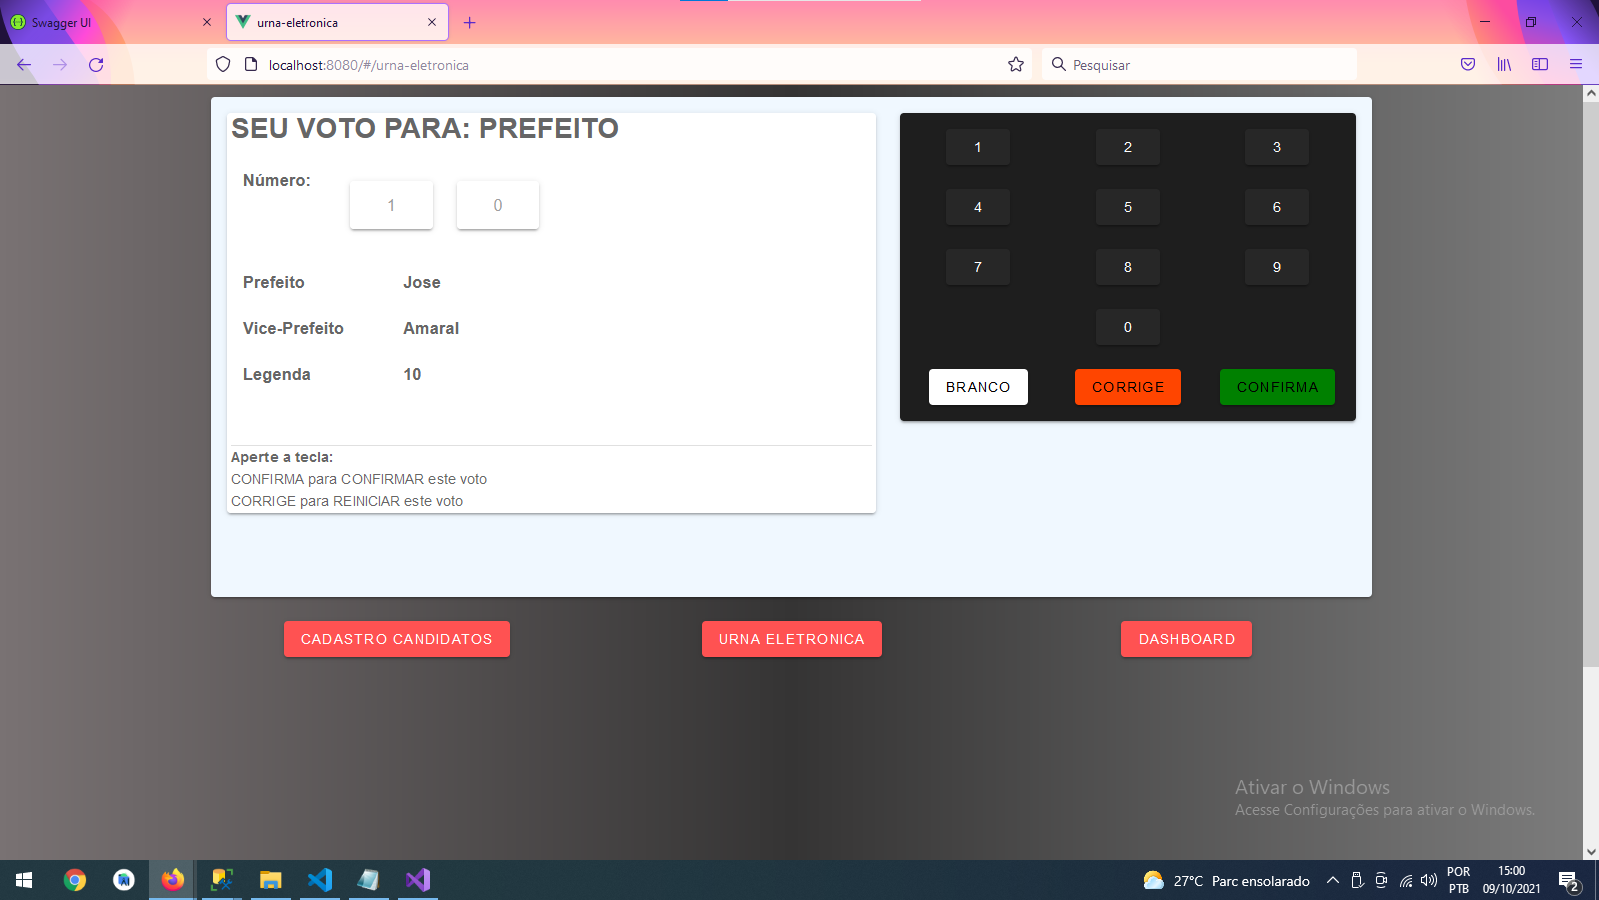 Swagger UI
urna-eletronica
localhost:8080/#/urna-eletronica
Pesquisar
SEU VOTO PARA: PREFEITO
Número:
1 0
Prefeito Jose
Vice-Prefeito Amaral
Legenda 10
Aperte a tecla:
CONFIRMA para CONFIRMAR este voto
CORRIGE para REINICIAR este voto
1 2 3
4 5 6
7 8 9
0
BRANCO CORRIGE CONFIRMA
CADASTRO CANDIDATOS URNA ELETRONICA DASHBOARD
Ativar o Windows
Acesse Configurações para ativar o Windows.
27°C Parc ensolarado
POR
PTB
15:00
09/10/2021
2